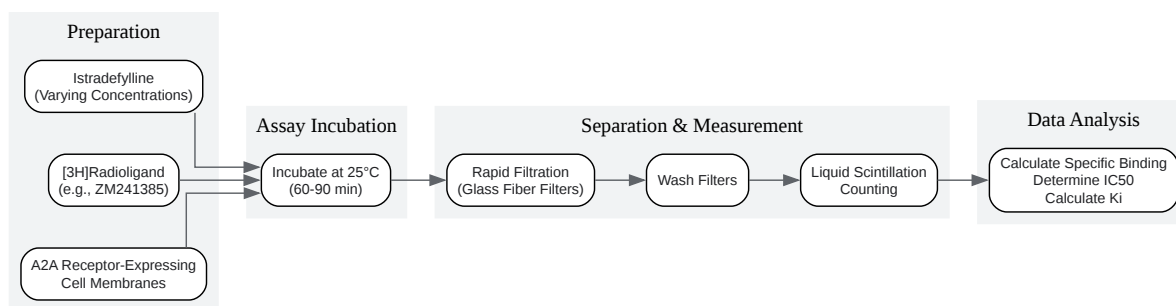 Preparation
Istradefylline
(Varying Concentrations)
[3H]Radioligand
(e.g., ZM241385)
A2A Receptor-Expressing
Cell Membranes
Assay Incubation
Incubate at 25°C
(60-90 min)
Separation & Measurement
Rapid Filtration
(Glass Fiber Filters)
Wash Filters
Liquid Scintillation
Counting
Data Analysis
Calculate Specific Binding
Determine IC50
Calculate Ki